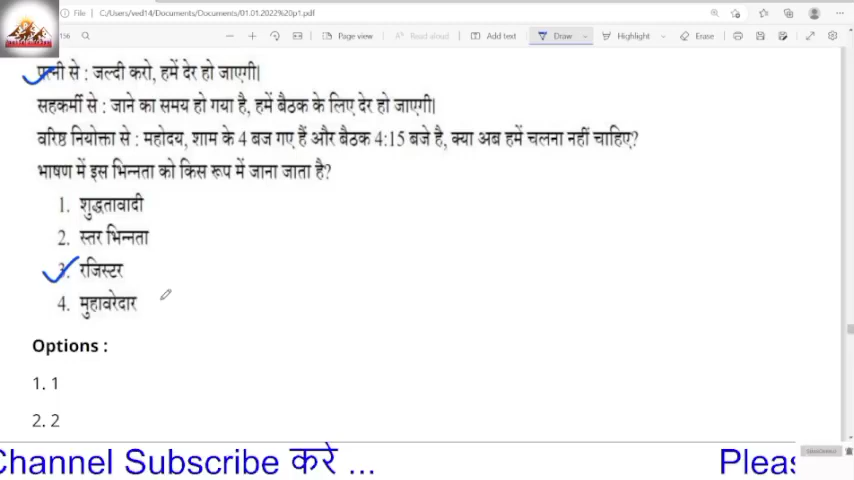 File
C:/Users/ved14/Documents/Documents/01.01.2022%20p1.pdf
136
Page view
Read aloud
Add text
Draw
Highlight
Erase
पत्नी से : जल्दी करो, हमें देर हो जाएगी।
सहकर्मी से : जाने का समय हो गया है, हमें बैठक के लिए देर हो जाएगी।
वरिष्ठ नियोक्ता से : महोदय, शाम के 4 बज गए हैं और बैठक 4:15 बजे है, क्या अब हमें चलना नहीं चाहिए?
भाषण में इस भिन्नता को किस रूप में जाना जाता है?
1. शुद्धतावादी
2. स्तर भिन्नता
3. रजिस्टर
4. मुहावरेदार
Options :
1. 1
2. 2
Channel Subscribe करे ... Pleas